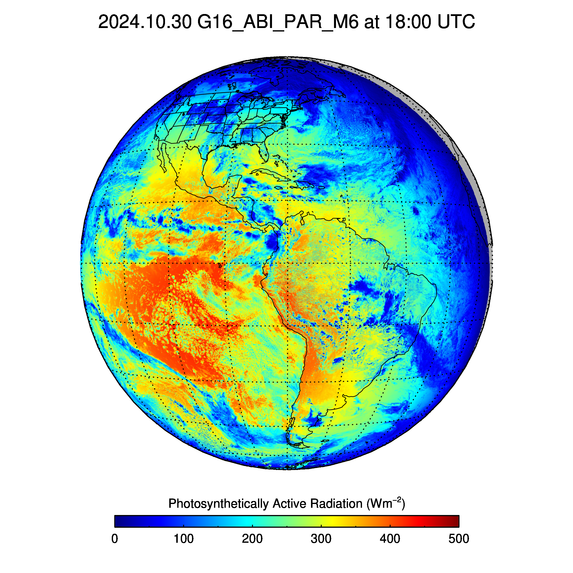 2024.10.30 G16_ABI_PAR_M6 at 18:00 UTC
Photosynthetically Active Radiation (Wm⁻²)
0 100 200 300 400 500